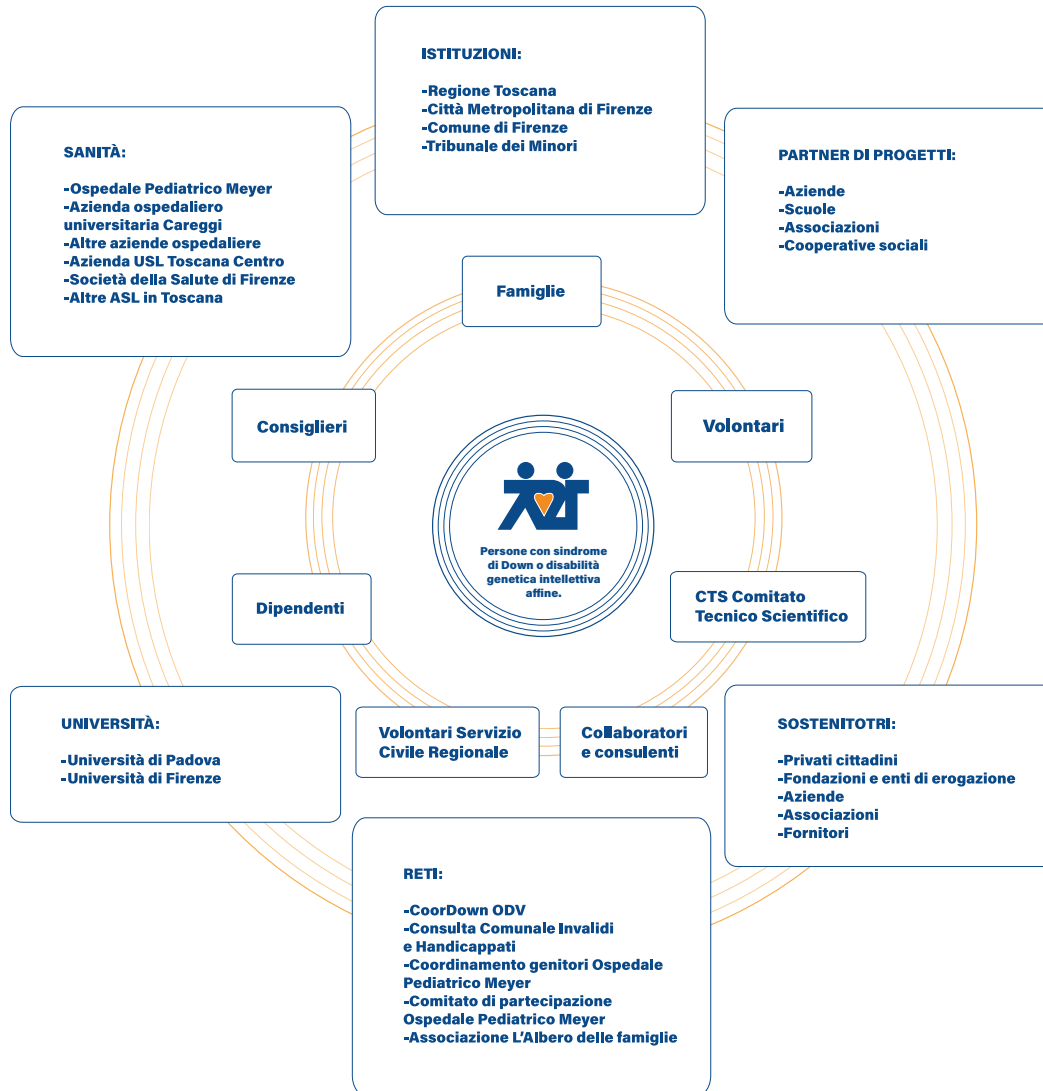 ISTITUZIONI:
-Regione Toscana
-Città Metropolitana di Firenze
-Comune di Firenze
-Tribunale dei Minori
SANITÀ:
-Ospedale Pediatrico Meyer
-Azienda ospedaliero
universitaria Careggi
-Altre aziende ospedaliere
-Azienda USL Toscana Centro
-Società della Salute di Firenze
-Altre ASL in Toscana
PARTNER DI PROGETTI:
-Aziende
-Scuole
-Associazioni
-Cooperative sociali
Famiglie
Consiglieri
Volontari
Persone con sindrome
di Down o disabilità
genetica intellettiva
affine.
Dipendenti
CTS Comitato
Tecnico Scientifico
Volontari Servizio
Civile Regionale
Collaboratori
e consulenti
UNIVERSITÀ:
-Università di Padova
-Università di Firenze
SOSTENITOTRI:
-Privati cittadini
-Fondazioni e enti di erogazione
-Aziende
-Associazioni
-Fornitori
RETI:
-CoorDown ODV
-Consulta Comunale Invalidi
e Handicappati
-Coordinamento genitori Ospedale
Pediatrico Meyer
-Comitato di partecipazione
Ospedale Pediatrico Meyer
-Associazione L'Albero delle famiglie